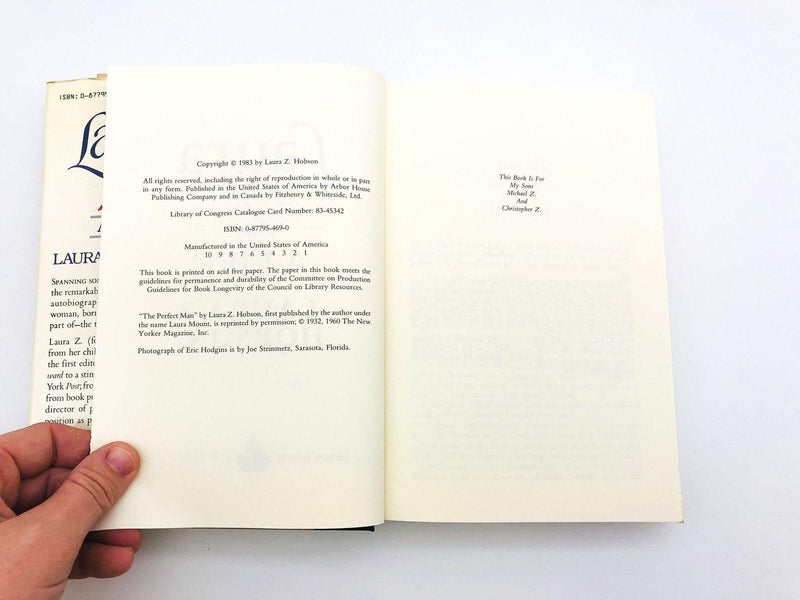 ISBN: 0-8779
La
LAURA
SPANNING SO
the remarkab
autobiograp
woman, born
part of—the t
Laura Z. (fo
from her chil
the first edite
ward to a stin
York Post; fro
from book pr
director of p
position as p
Copyright © 1983 by Laura Z. Hobson
All rights reserved, including the right of reproduction in whole or in part
in any form. Published in the United States of America by Arbor House
Publishing Company and in Canada by Fitzhenry & Whiteside, Ltd.
Library of Congress Catalogue Card Number: 83-45342
ISBN: 0-87795-469-0
Manufactured in the United States of America
10 9 8 7 6 5 4 3 2 1
This book is printed on acid free paper. The paper in this book meets the
guidelines for permanence and durability of the Committee on Production
Guidelines for Book Longevity of the Council on Library Resources.
"The Perfect Man" by Laura Z. Hobson, first published by the author under
the name Laura Mount, is reprinted by permission; © 1932, 1960 The New
Yorker Magazine, Inc.
Photograph of Eric Hodgins is by Joe Steinmetz, Sarasota, Florida.
This Book Is For
My Sons
Michael Z.
And
Christopher Z.